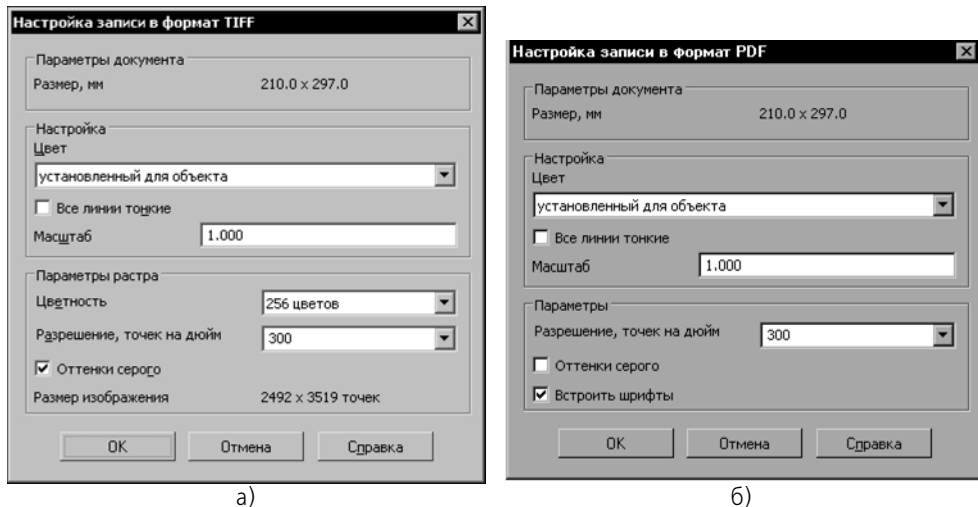 Настройка записи в формат TIFF
Параметры документа
Размер, мм 210.0 x 297.0
Настройка
Цвет
установленный для объекта
Все линии тонкие
Масштаб 1.000
Параметры растра
Цветность 256 цветов
Разрешение, точек на дюйм 300
Оттенки серого
Размер изображения 2492 x 3519 точек
OK Отмена Справка
а)
Настройка записи в формат PDF
Параметры документа
Размер, мм 210.0 x 297.0
Настройка
Цвет
установленный для объекта
Все линии тонкие
Масштаб 1.000
Параметры
Разрешение, точек на дюйм 300
Оттенки серого
Встроить шрифты
OK Отмена Справка
б)